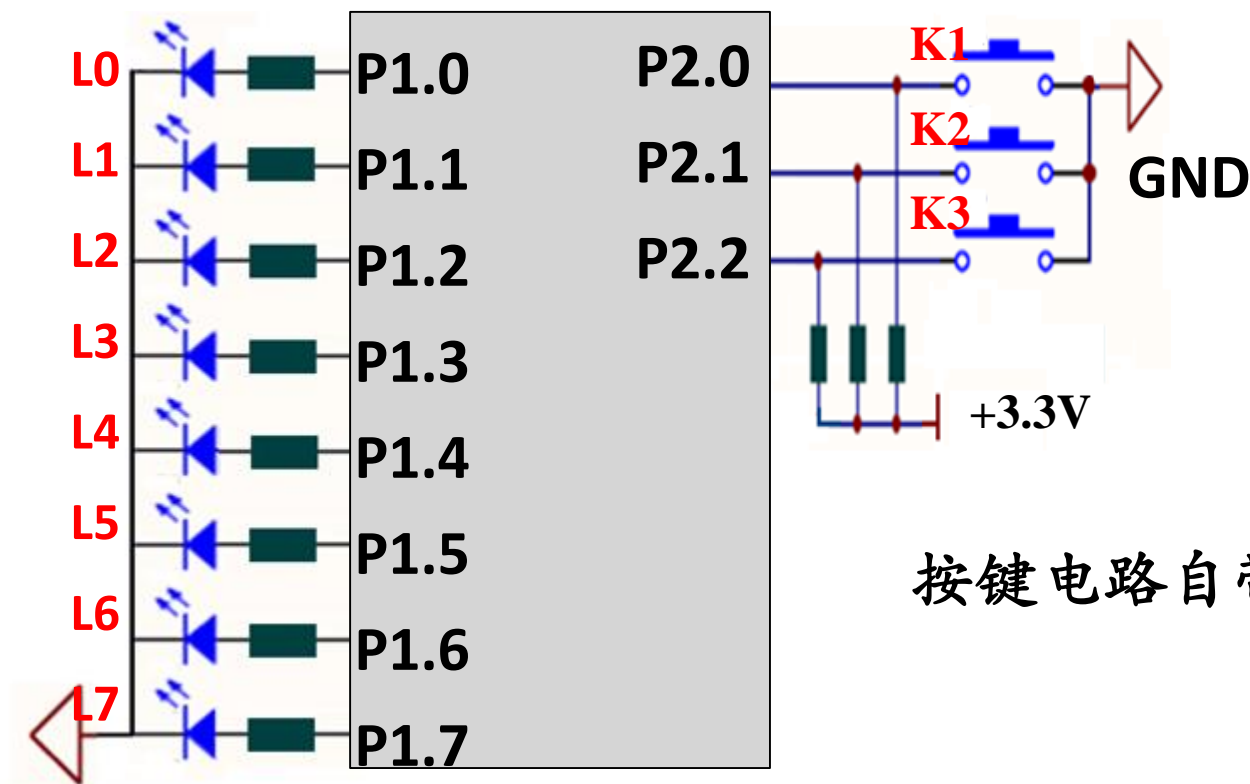 L0
L1
L2
L3
L4
L5
L6
L7
P1.0
P1.1
P1.2
P1.3
P1.4
P1.5
P1.6
P1.7
P2.0
P2.1
P2.2
K1
K2
K3
GND
+3.3V
按键电路自